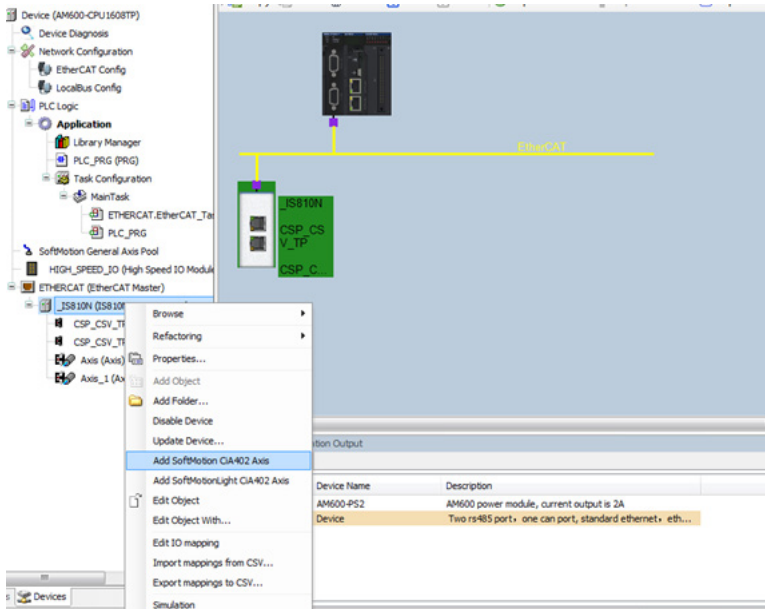 Device (AM600-CPU1608TP)
Device Diagnosis
Network Configuration
EtherCAT Config
LocalBus Config
PLC Logic
Application
Library Manager
PLC_PRG (PRG)
Task Configuration
MainTask
ETHERCAT.EtherCAT_Ta
PLC_PRG
SoftMotion General Axis Pool
HIGH_SPEED_IO (High Speed IO Module
ETHERCAT (EtherCAT Master)
_IS810N (IS810N
CSP_CSV_TP
CSP_CSV_TP
Axis (Axis)
Axis_1 (Ax
Devices
EtherCAT
_IS810N
CSP_CS
V_TP
CSP_C...
Browse
Refactoring
Properties...
Add Object
Add Folder...
Disable Device
Update Device...
Add SoftMotion CiA402 Axis
Add SoftMotionLight CiA402 Axis
Edit Object
Edit Object With...
Edit IO mapping
Import mappings from CSV...
Export mappings to CSV...
Simulation
tion Output
Device Name Description
AM600-PS2 AM600 power module, current output is 2A
Device Two rs485 port，one can port, standard ethernet，eth...